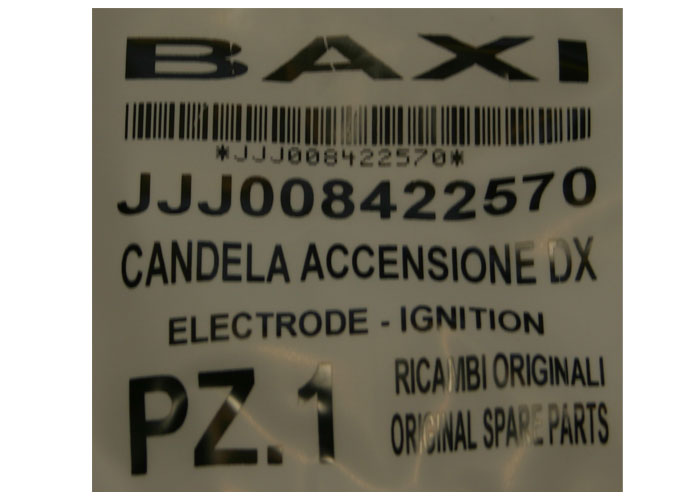 BAXI
*JJJ008422570*
JJJ008422570
CANDELA ACCENSIONE DX
ELECTRODE - IGNITION
PZ.1
RICAMBI ORIGINALI
ORIGINAL SPARE PARTS